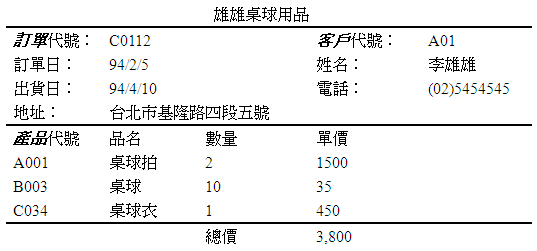 雄雄桌球用品
訂單代號： C0112 客戶代號： A01
訂單日： 94/2/5 姓名： 李雄雄
出貨日： 94/4/10 電話： (02)5454545
地址： 台北市基隆路四段五號
產品代號 品名 數量 單價
A001 桌球拍 2 1500
B003 桌球 10 35
C034 桌球衣 1 450
總價 3,800